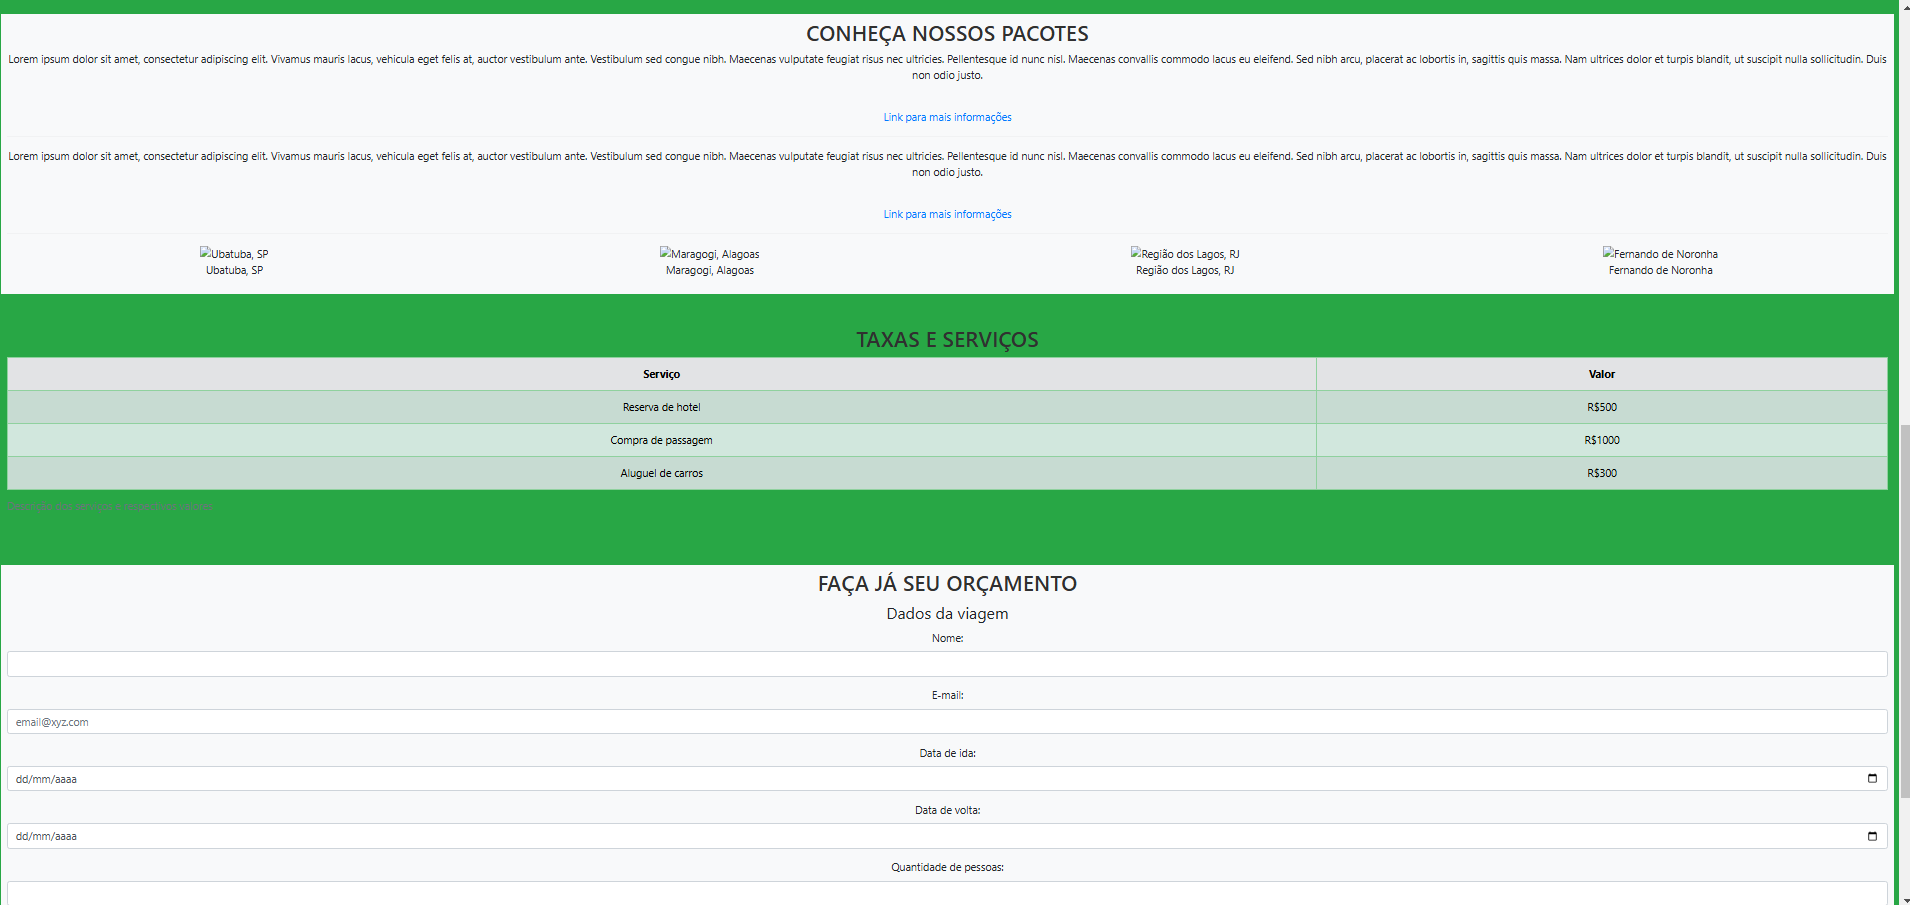 CONHEÇA NOSSOS PACOTES
Lorem ipsum dolor sit amet, consectetur adipiscing elit. Vivamus mauris lacus, vehicula eget felis at, auctor vestibulum ante. Vestibulum sed congue nibh. Maecenas vulputate feugiat risus nec ultricies. Pellentesque id nunc nisl. Maecenas convallis commodo lacus eu eleifend. Sed nibh arcu, placerat ac lobortis in, sagittis quis massa. Nam ultrices dolor et turpis blandit, ut suscipit nulla sollicitudin. Duis
non odio justo.
Link para mais informações
Lorem ipsum dolor sit amet, consectetur adipiscing elit. Vivamus mauris lacus, vehicula eget felis at, auctor vestibulum ante. Vestibulum sed congue nibh. Maecenas vulputate feugiat risus nec ultricies. Pellentesque id nunc nisl. Maecenas convallis commodo lacus eu eleifend. Sed nibh arcu, placerat ac lobortis in, sagittis quis massa. Nam ultrices dolor et turpis blandit, ut suscipit nulla sollicitudin. Duis
non odio justo.
Link para mais informações
Ubatuba, SP Maragogi, Alagoas Região dos Lagos, RJ Fernando de Noronha
Ubatuba, SP Maragogi, Alagoas Região dos Lagos, RJ Fernando de Noronha
TAXAS E SERVIÇOS
Serviço Valor
Reserva de hotel R$500
Compra de passagem R$1000
Aluguel de carros R$300
FAÇA JÁ SEU ORÇAMENTO
Dados da viagem
Nome:
E-mail:
email@xyz.com
Data de ida:
dd/mm/aaaa
Data de volta:
dd/mm/aaaa
Quantidade de pessoas: